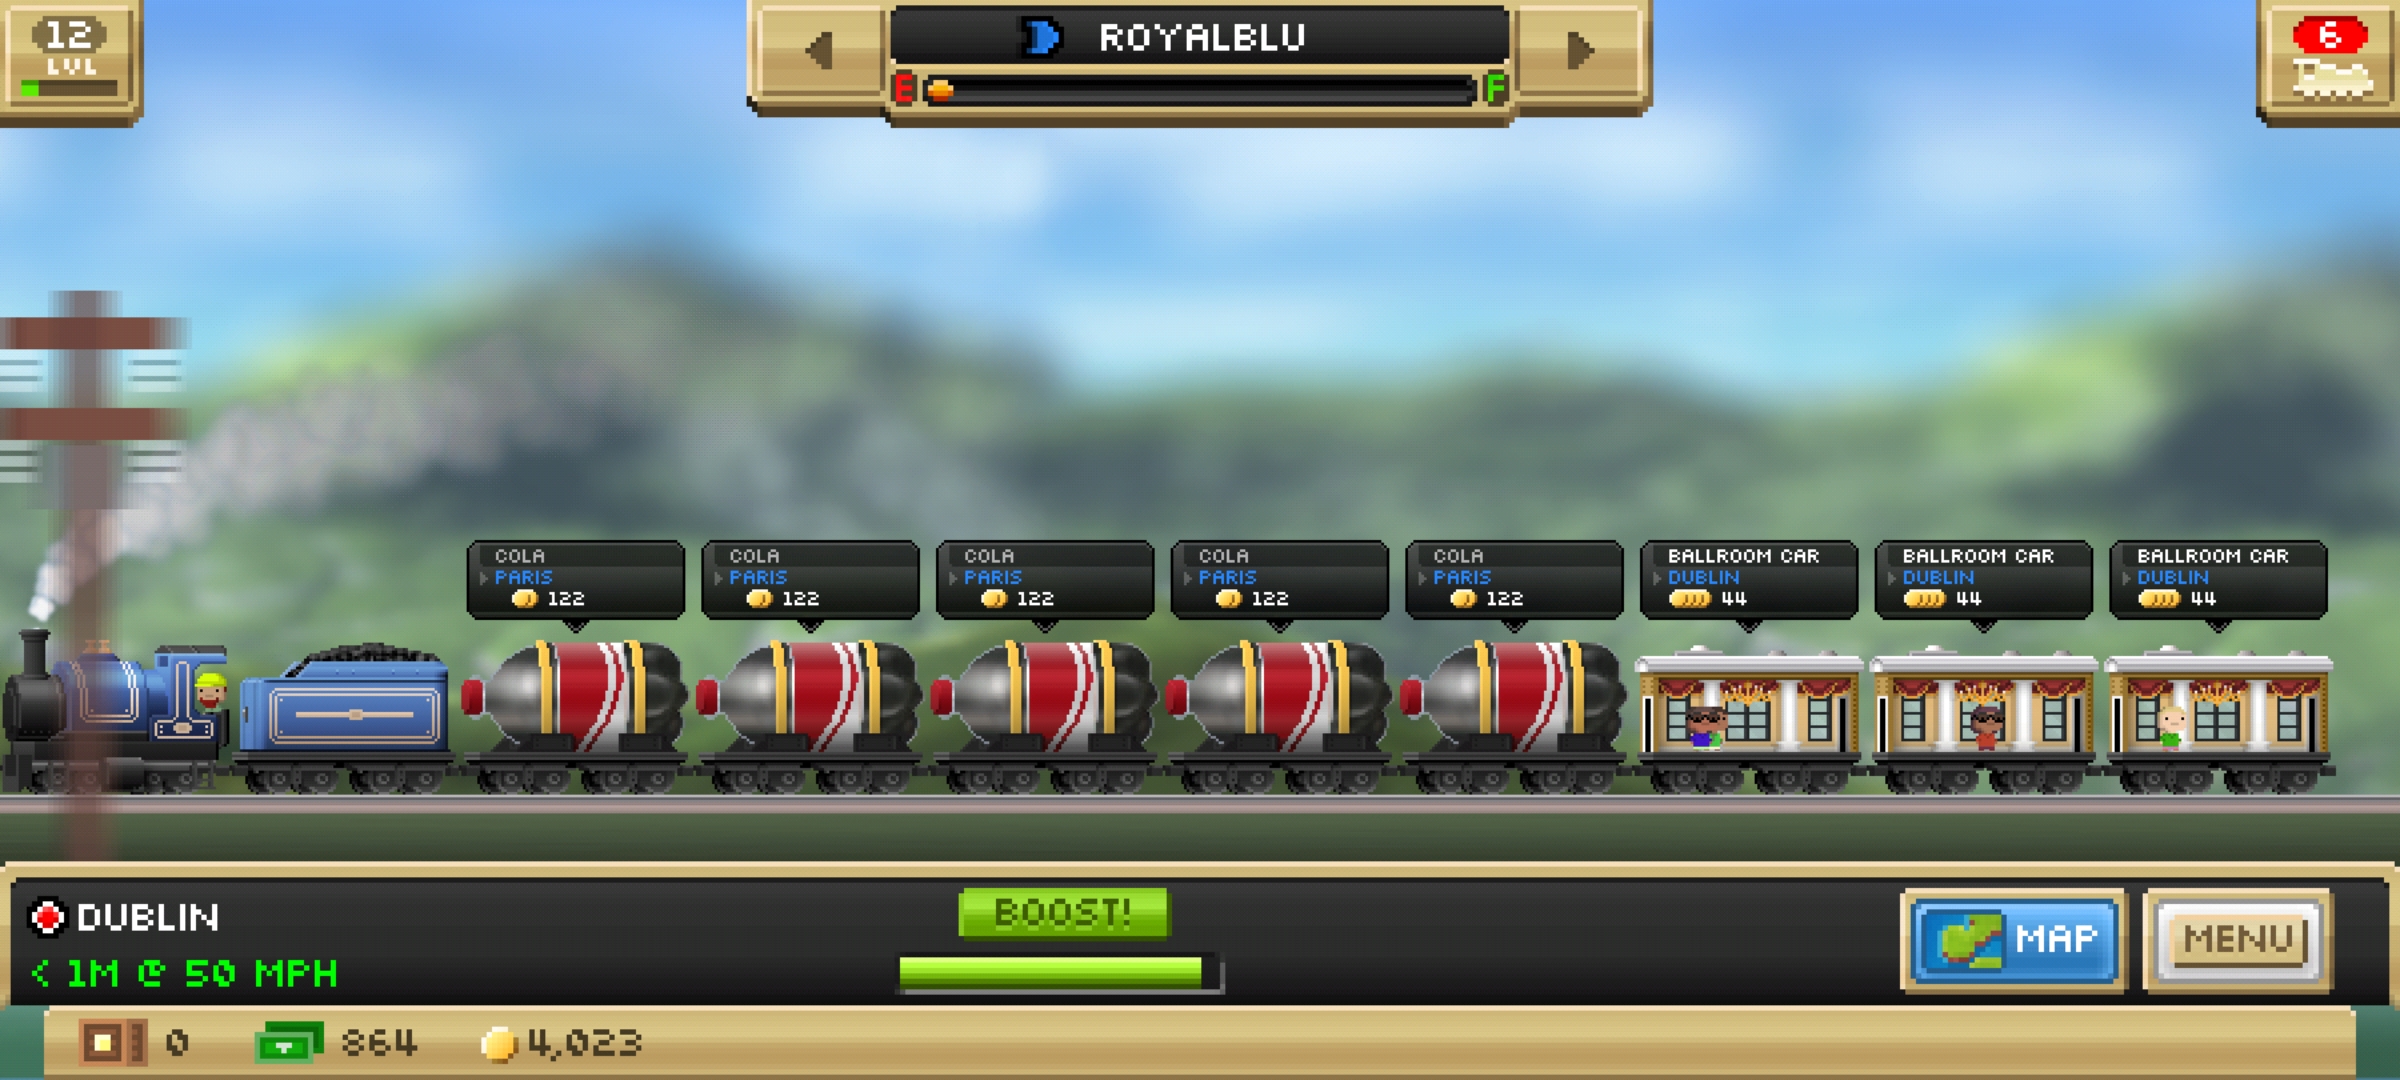 12
LVL
ROYALBLU
E F
6
COLA
PARIS
122
COLA
PARIS
122
COLA
PARIS
122
COLA
PARIS
122
COLA
PARIS
122
BALLROOM CAR
DUBLIN
44
BALLROOM CAR
DUBLIN
44
BALLROOM CAR
DUBLIN
44
DUBLIN
< 1M @ 50 MPH
BOOST!
MAP
MENU
0
864
4,023